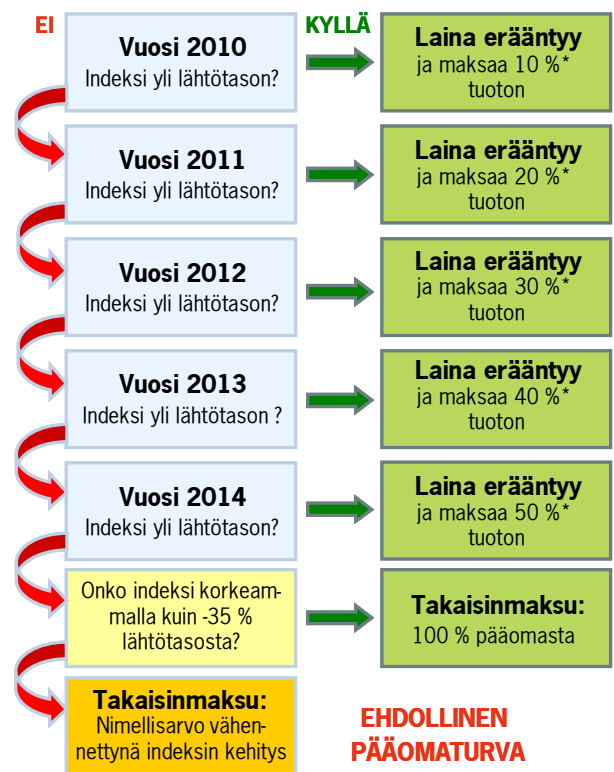 EI
KYLLÄ
Vuosi 2010
Indeksi yli lähtötason?
Laina erääntyy
ja maksaa 10 %*
tuoton
Vuosi 2011
Indeksi yli lähtötason?
Laina erääntyy
ja maksaa 20 %*
tuoton
Vuosi 2012
Indeksi yli lähtötason?
Laina erääntyy
ja maksaa 30 %*
tuoton
Vuosi 2013
Indeksi yli lähtötason ?
Laina erääntyy
ja maksaa 40 %*
tuoton
Vuosi 2014
Indeksi yli lähtötason?
Laina erääntyy
ja maksaa 50 %*
tuoton
Onko indeksi korkeam-
malla kuin -35 %
lähtötasosta?
Takaisinmaksu:
100 % pääomasta
Takaisinmaksu:
Nimellisarvo vähen-
nettynä indeksin kehitys
EHDOLLINEN
PÄÄOMATURVA